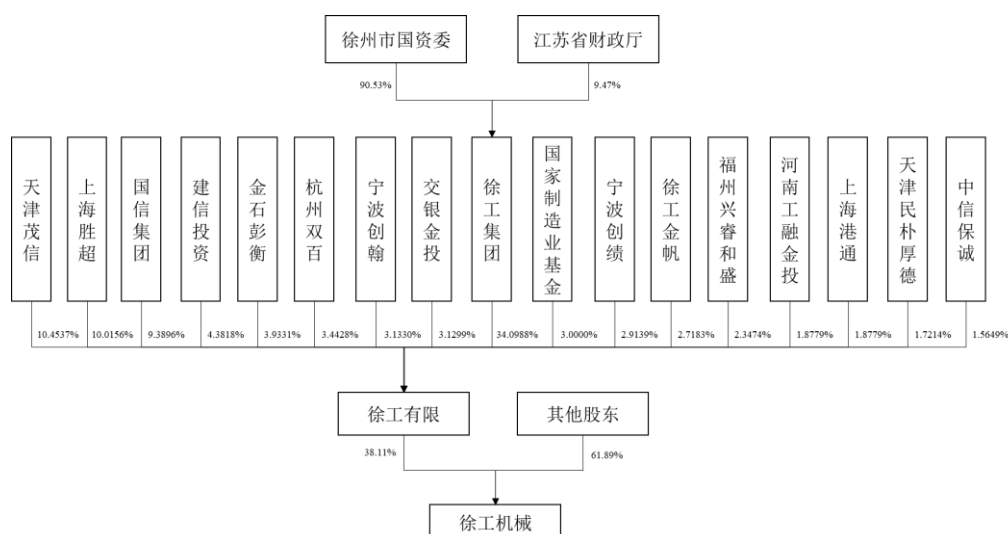 徐州市国资委
江苏省财政厅
90.53%
9.47%
天津茂信
上海胜超
国信集团
建信投资
金石彭衡
杭州双百
宁波创翰
交银金投
徐工集团
国家制造业基金
宁波创绩
徐工金帆
福州兴睿和盛
河南工融金投
上海港通
天津民朴厚德
中信保诚
10.4537%
10.0156%
9.3896%
4.3818%
3.9331%
3.4428%
3.1330%
3.1299%
34.0988%
3.0000%
2.9139%
2.7183%
2.3474%
1.8779%
1.8779%
1.7214%
1.5649%
徐工有限
其他股东
38.11%
61.89%
徐工机械